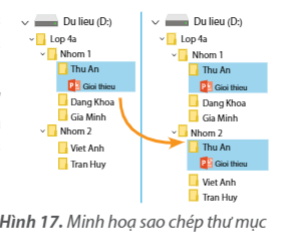 Du lieu (D:)
Lop 4a
Nhom 1
Thu An
Gioi thieu
Dang Khoa
Gia Minh
Nhom 2
Viet Anh
Tran Huy
Du lieu (D:)
Lop 4a
Nhom 1
Thu An
Gioi thieu
Dang Khoa
Gia Minh
Nhom 2
Thu An
Gioi thieu
Viet Anh
Tran Huy
Hình 17. Minh hoạ sao chép thư mục